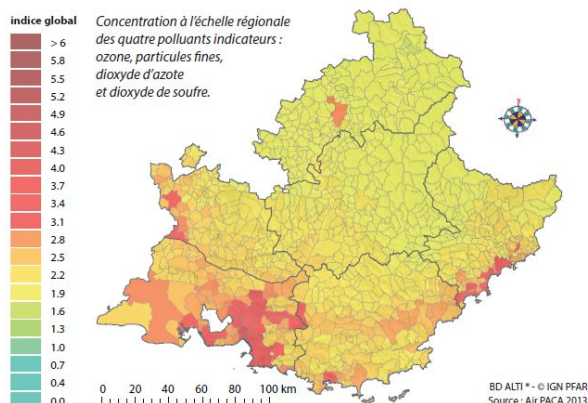 indice global
Concentration à l'échelle régionale
des quatre polluants indicateurs :
ozone, particules fines,
dioxyde d'azote
et dioxyde de soufre.
> 6
5.8
5.5
5.2
4.9
4.6
4.3
4.0
3.7
3.4
3.1
2.8
2.5
2.2
1.9
1.6
1.3
1.0
0.7
0.4
0.0
0 20 40 60 80 100 km
BD ALTI ® - © IGN PFAR
Source : Air PACA 2013